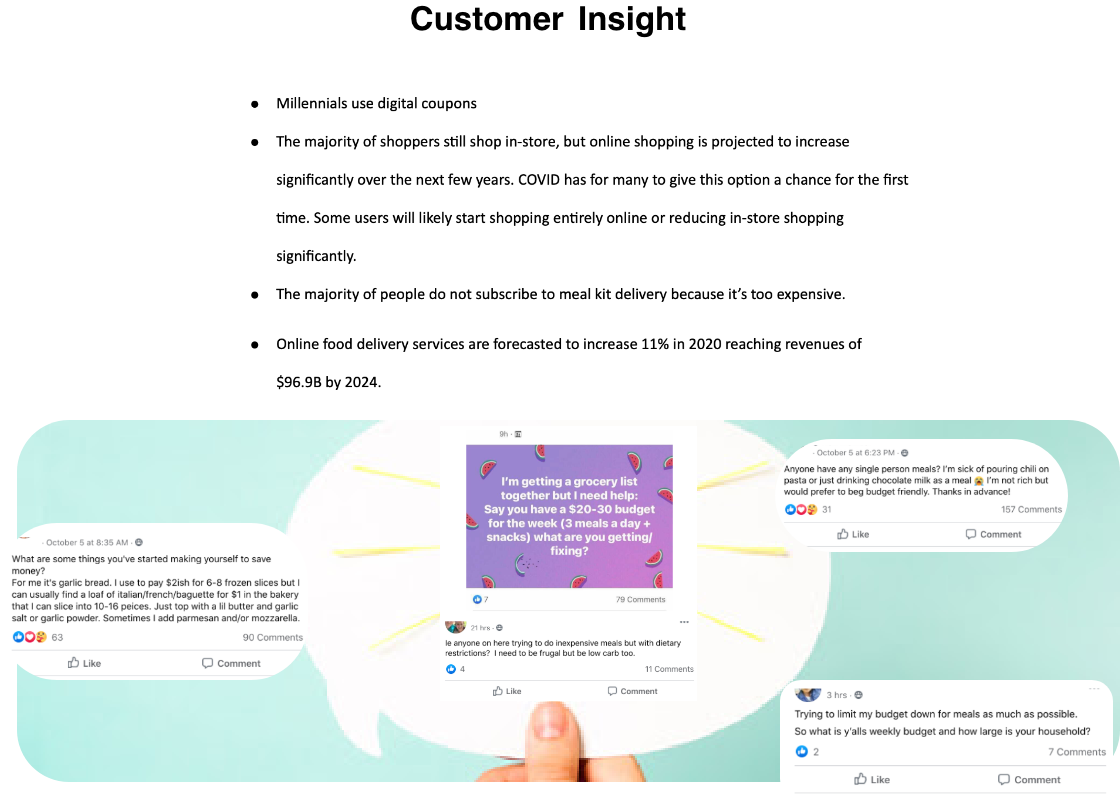 Customer Insight
● Millennials use digital coupons
● The majority of shoppers still shop in-store, but online shopping is projected to increase
significantly over the next few years. COVID has for many to give this option a chance for the first
time. Some users will likely start shopping entirely online or reducing in-store shopping
significantly.
● The majority of people do not subscribe to meal kit delivery because it’s too expensive.
● Online food delivery services are forecasted to increase 11% in 2020 reaching revenues of
$96.9B by 2024.
· October 5 at 8:35 AM ·
What are some things you've started making yourself to save
money?
For me it's garlic bread. I use to pay $2ish for 6-8 frozen slices but I
can usually find a loaf of italian/french/baguette for $1 in the bakery
that I can slice into 10-16 peices. Just top with a lil butter and garlic
salt or garlic powder. Sometimes I add parmesan and/or mozzarella.
63 90 Comments
Like Comment
9h ·
I’m getting a grocery list
together but I need help:
Say you have a $20-30 budget
for the week (3 meals a day +
snacks) what are you getting/
fixing?
7 79 Comments
21 hrs ·
Ie anyone on here trying to do inexpensive meals but with dietary
restrictions? I need to be frugal but be low carb too.
4 11 Comments
Like Comment
· October 5 at 6:23 PM ·
Anyone have any single person meals? I’m sick of pouring chili on
pasta or just drinking chocolate milk as a meal 😭 I’m not rich but
would prefer to beg budget friendly. Thanks in advance!
31 157 Comments
Like Comment
3 hrs ·
Trying to limit my budget down for meals as much as possible.
So what is y'alls weekly budget and how large is your household?
2 7 Comments
Like Comment